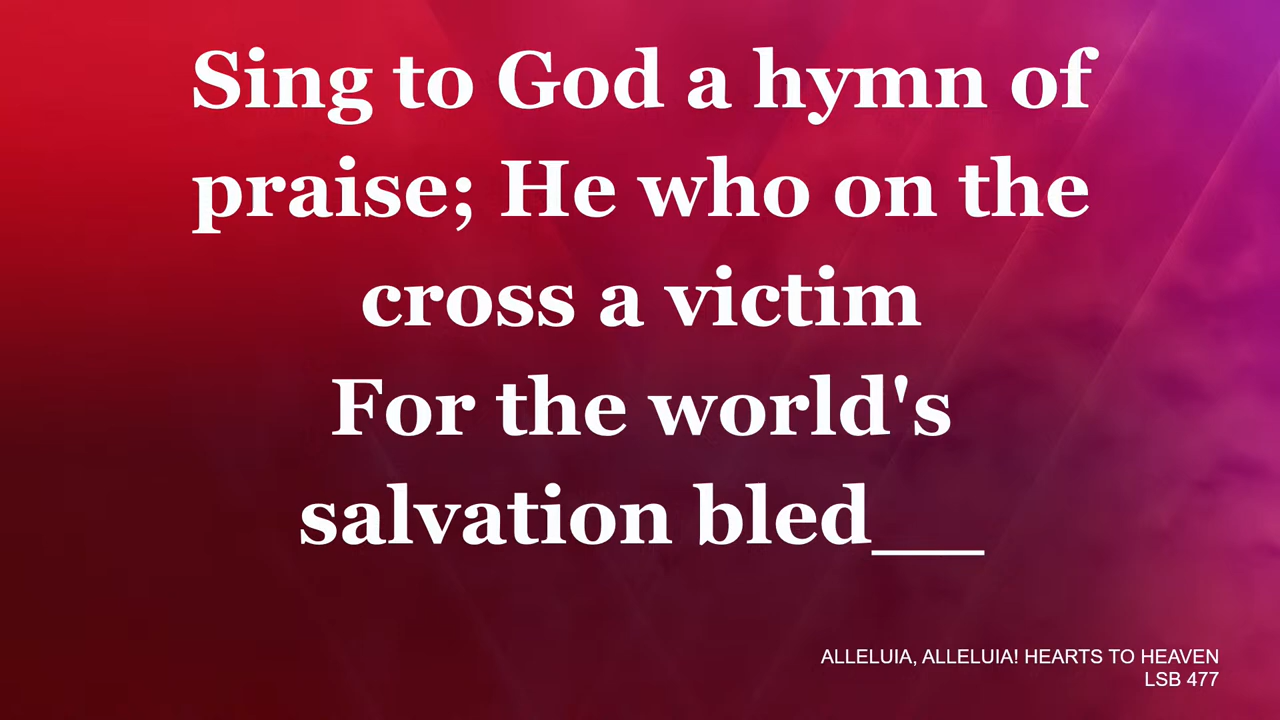 Sing to God a hymn of
praise; He who on the
cross a victim
For the world's
salvation bled__
ALLELUIA, ALLELUIA! HEARTS TO HEAVEN
LSB 477